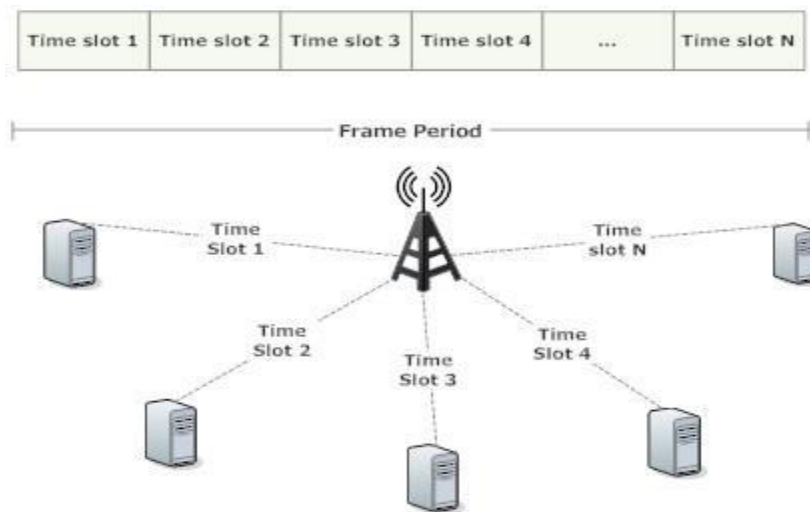 Time slot 1 Time slot 2 Time slot 3 Time slot 4 ... Time slot N
Frame Period
Time
Slot 1
Time
slot N
Time
Slot 2
Time
Slot 3
Time
Slot 4